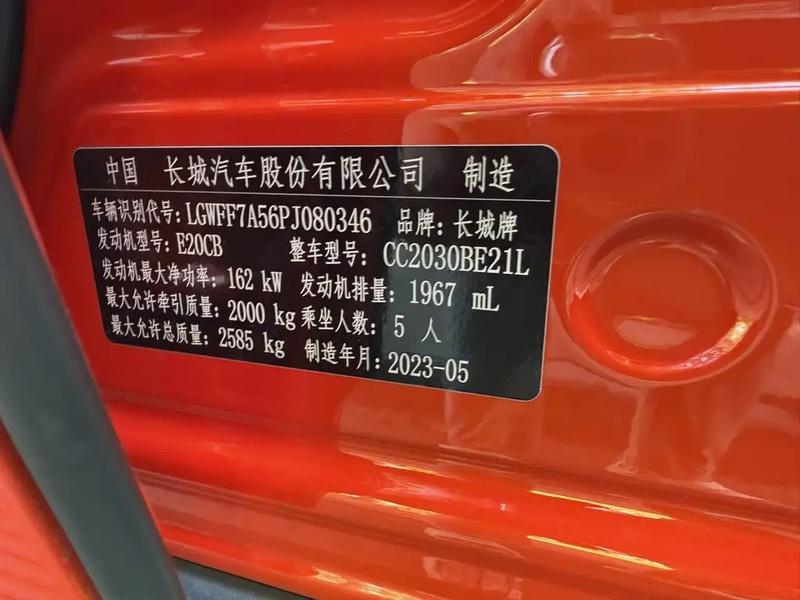 中国 长城汽车股份有限公司 制造
车辆识别代号: LGWFF7A56PJ080346 品牌: 长城牌
发动机型号: E20CB 整车型号: CC2030BE21L
发动机最大净功率: 162 kW 发动机排量: 1967 mL
最大允许牵引质量: 2000 kg 乘坐人数: 5 人
最大允许总质量: 2585 kg 制造年月: 2023-05